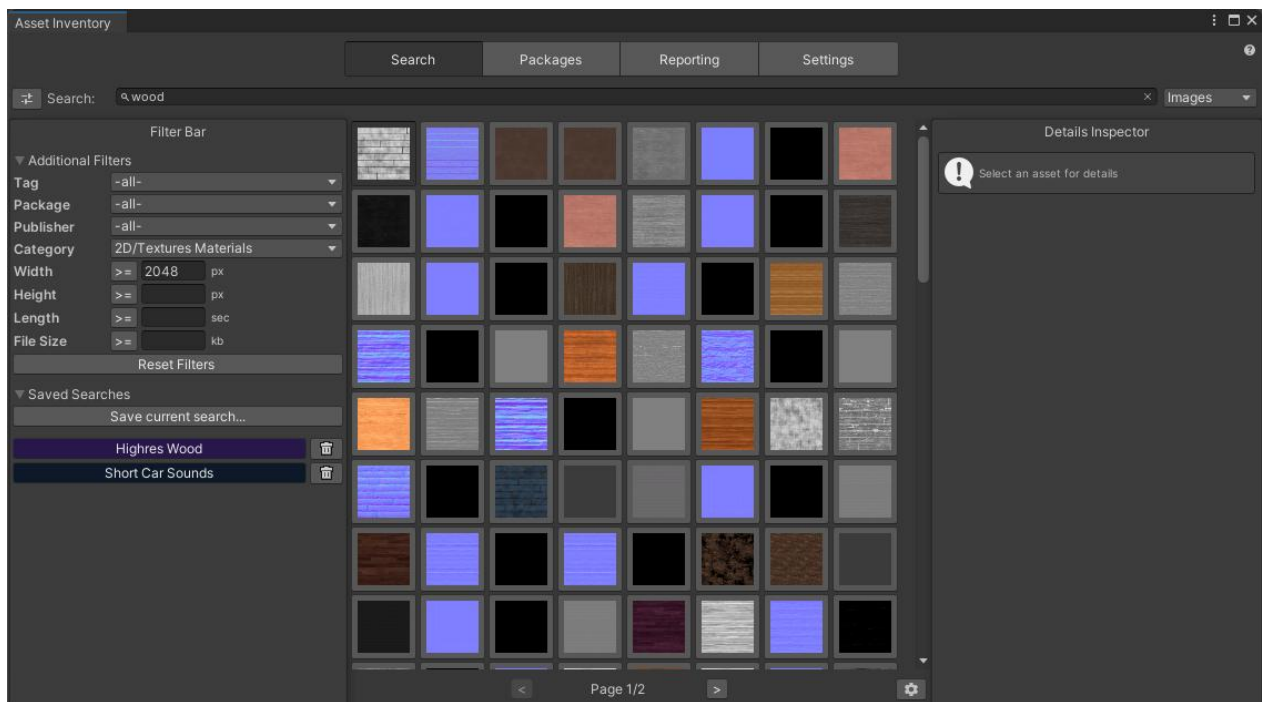 Asset Inventory
Search Packages Reporting Settings
Search: wood Images
Filter Bar
Additional Filters
Tag -all-
Package -all-
Publisher -all-
Category 2D/Textures Materials
Width >= 2048 px
Height >= px
Length >= sec
File Size >= kb
Reset Filters
Saved Searches
Save current search...
Highres Wood
Short Car Sounds
< Page 1/2 >
Details Inspector
Select an asset for details